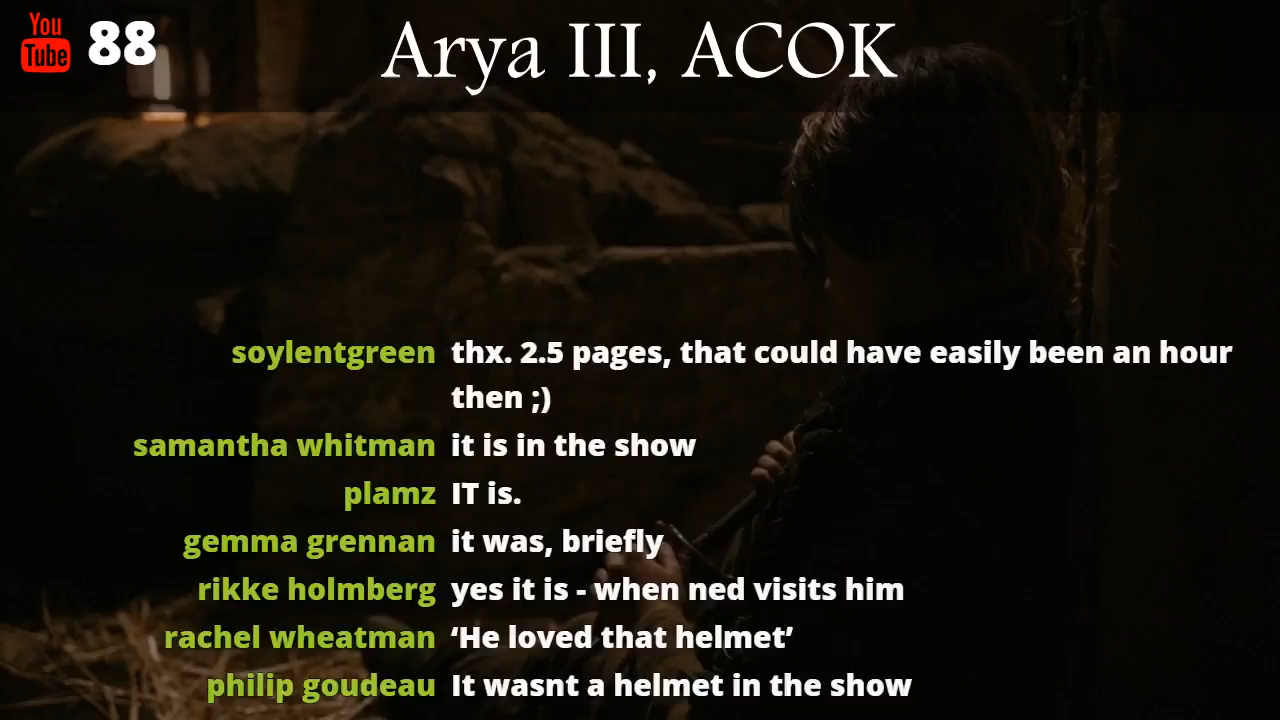 You Tube 88
Arya III, ACOK
soylentgreen thx. 2.5 pages, that could have easily been an hour
then ;)
samantha whitman it is in the show
plamz IT is.
gemma grennan it was, briefly
rikke holmberg yes it is - when ned visits him
rachel wheatman ‘He loved that helmet’
philip goudeau It wasnt a helmet in the show